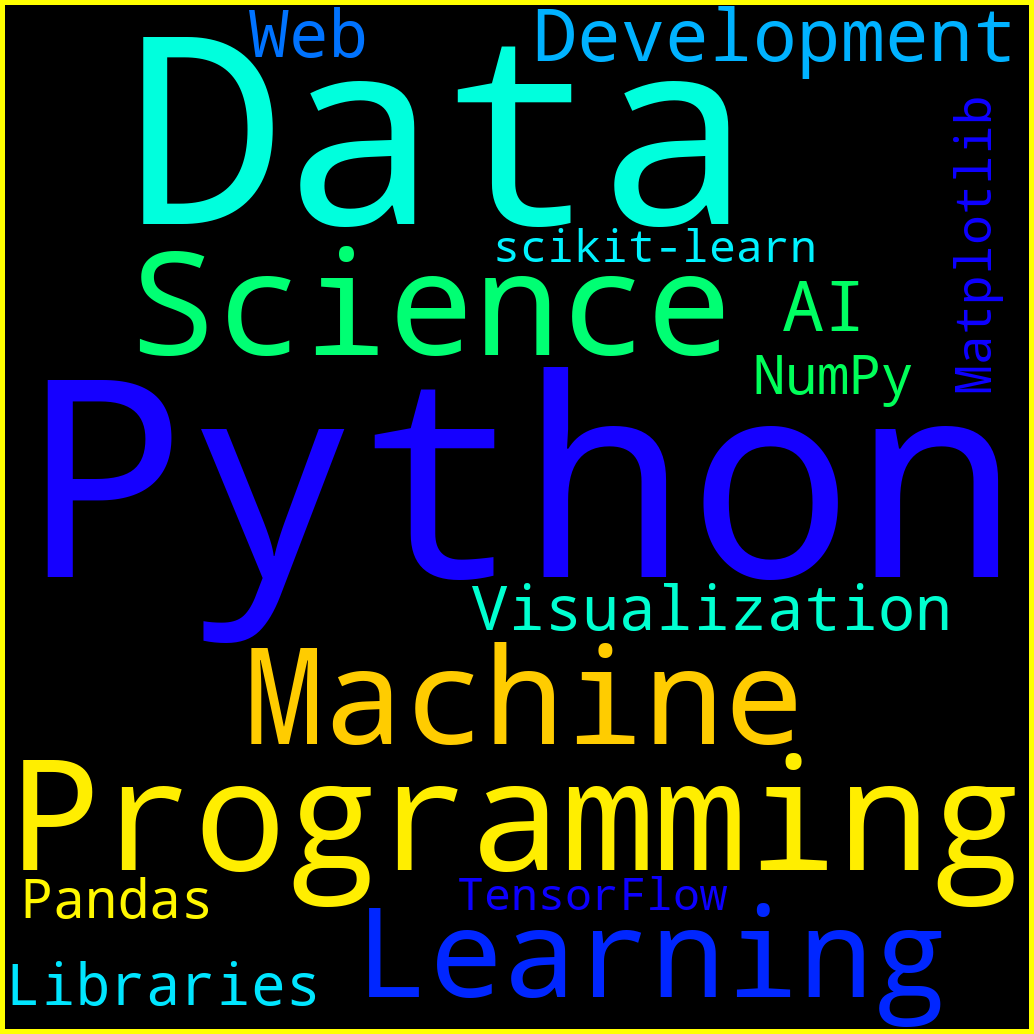 Web
Development
Data
Matplotlib
scikit-learn
Science
AI
NumPy
Python
Visualization
Machine
Programming
Pandas
TensorFlow
Learning
Libraries